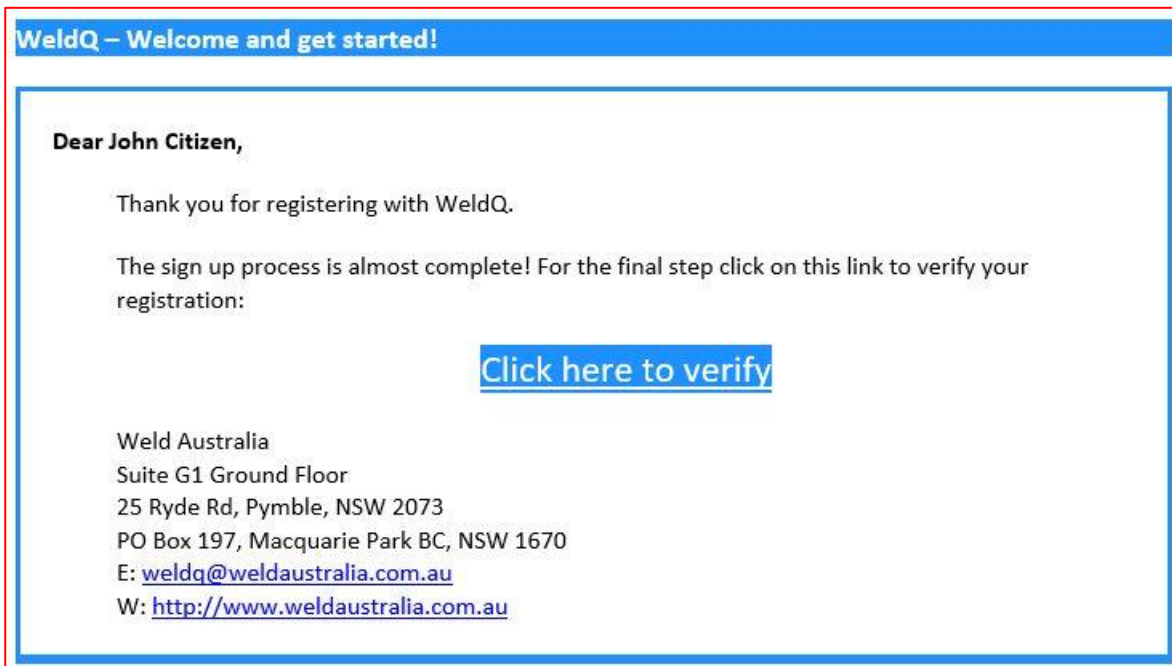 WeldQ – Welcome and get started!
Dear John Citizen,
Thank you for registering with WeldQ.
The sign up process is almost complete! For the final step click on this link to verify your
registration:
Click here to verify
Weld Australia
Suite G1 Ground Floor
25 Ryde Rd, Pymble, NSW 2073
PO Box 197, Macquarie Park BC, NSW 1670
E: weldq@weldaustralia.com.au
W: http://www.weldaustralia.com.au